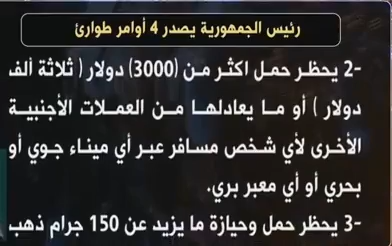 رئيس الجمهورية يصدر 4 أوامر طوارئ
2- يحظر حمل اكثر من (3000) دولار ( ثلاثة ألف
دولار ) أو ما يعادلها من العملات الأجنبية
الأخرى لأي شخص مسافر عبر أي ميناء جوي أو
بحري أو أي معبر بري.
3- يحظر حمل وحيازة ما يزيد عن 150 جرام ذهب